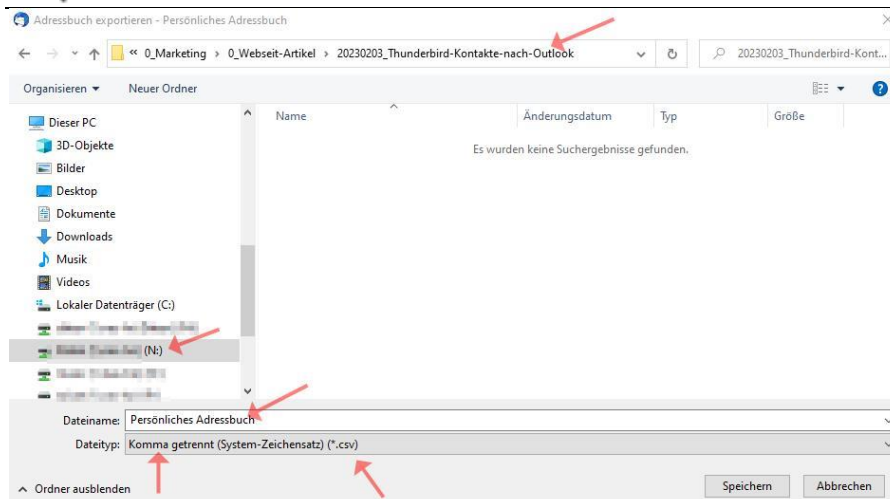 Adressbuch exportieren - Persönliches Adressbuch
« 0_Marketing › 0_Webseit-Artikel › 20230203_Thunderbird-Kontakte-nach-Outlook
20230203_Thunderbird-Kont...
Organisieren Neuer Ordner
Name Änderungsdatum Typ Größe
Es wurden keine Suchergebnisse gefunden.
Dieser PC
3D-Objekte
Bilder
Desktop
Dokumente
Downloads
Musik
Videos
Lokaler Datenträger (C:)
(N:)
Dateiname: Persönliches Adressbuch
Dateityp: Komma getrennt (System-Zeichensatz) (*.csv)
Ordner ausblenden Speichern Abbrechen